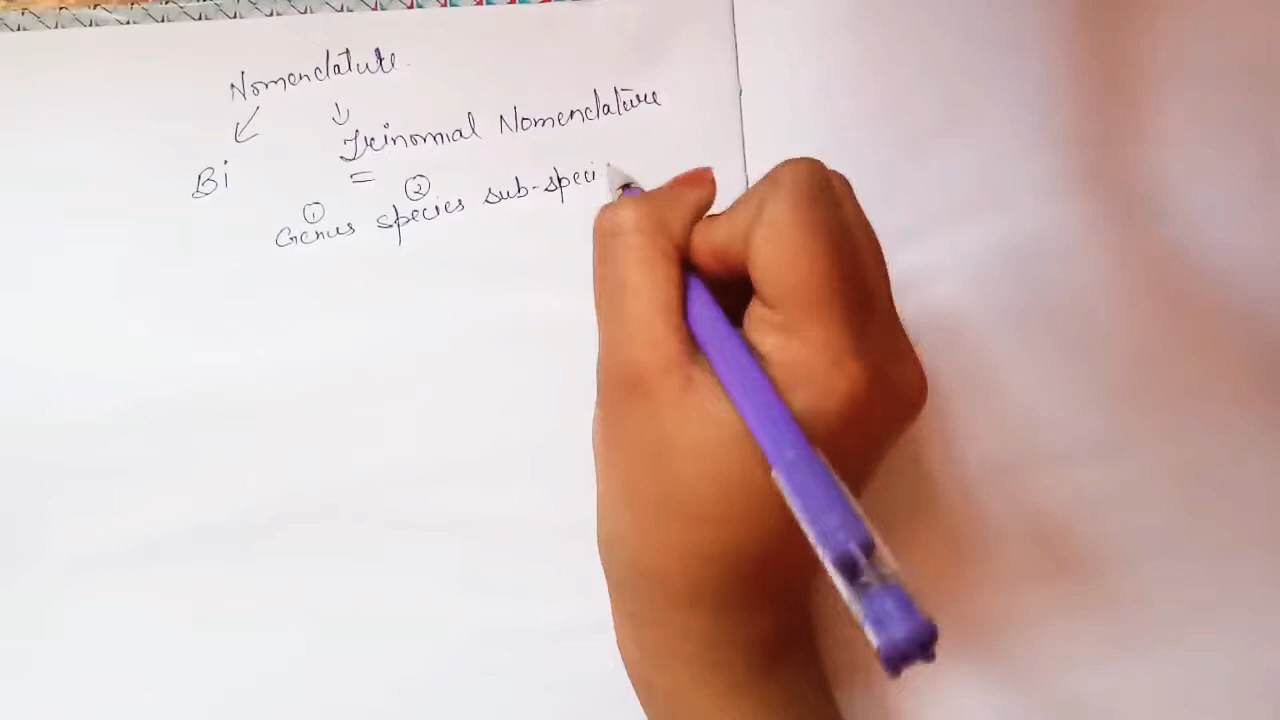 Nomenclature
Trinomial Nomenclature
Bi
① ②
Genus species sub-speci